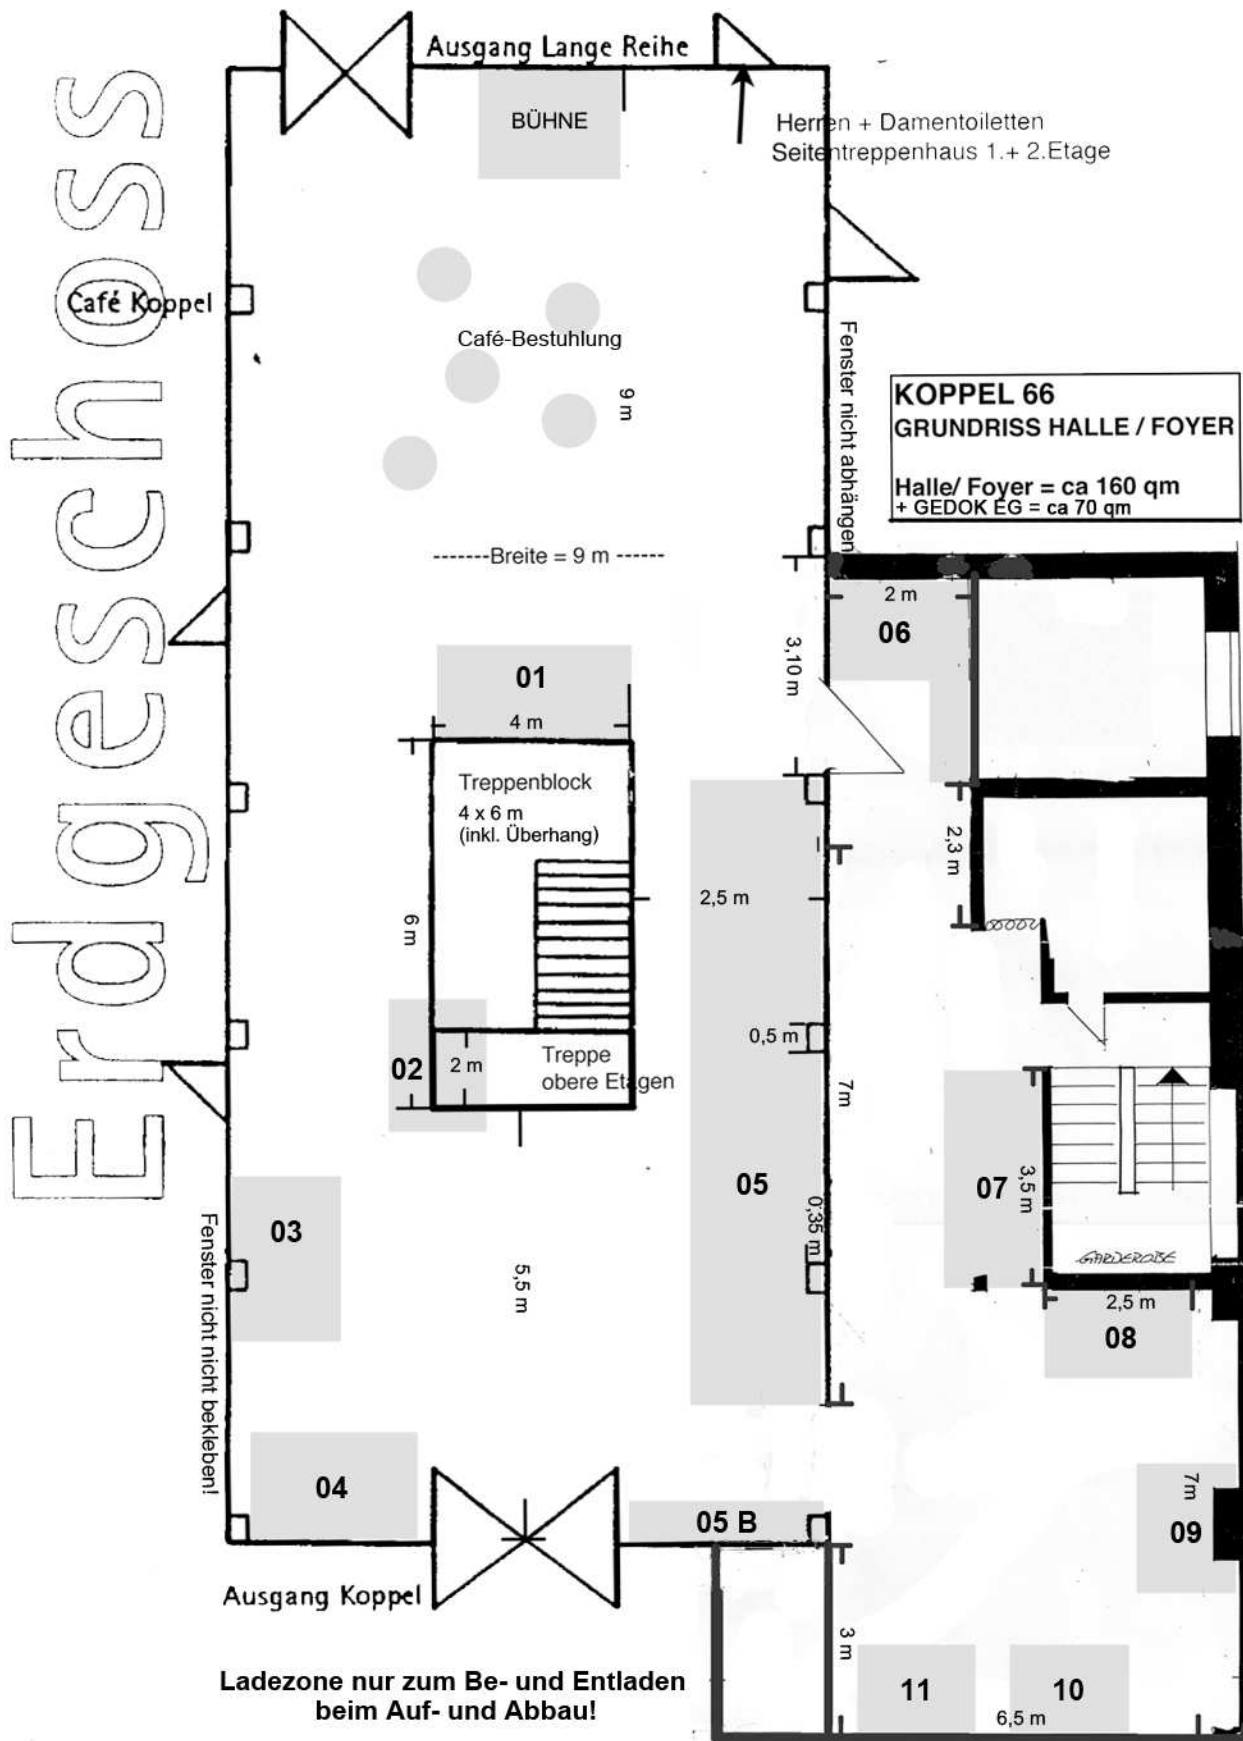 Erdgeschoss
Ausgang Lange Reihe
BÜHNE
Herren + Damentoiletten
Seitentreppenhaus 1.+ 2.Etage
Café Koppel
Café-Bestuhlung
9 m
Fenster nicht abhängen
KOPPEL 66
GRUNDRISS HALLE / FOYER
Halle/ Foyer = ca 160 qm
+ GEDOK EG = ca 70 qm
------Breite = 9 m -----
2 m
06
3,10 m
01
4 m
Treppenblock
4 x 6 m
(inkl. Überhang)
2,3 m
2,5 m
6 m
0,5 m
02
2 m
Treppe
obere Etagen
7m
05
07
3,5 m
0,35 m
03
Fenster nicht nicht bekleben!
5,5 m
GARDEROBE
2,5 m
08
04
05 B
7m
09
Ausgang Koppel
3 m
Ladezone nur zum Be- und Entladen
beim Auf- und Abbau!
11
10
6,5 m